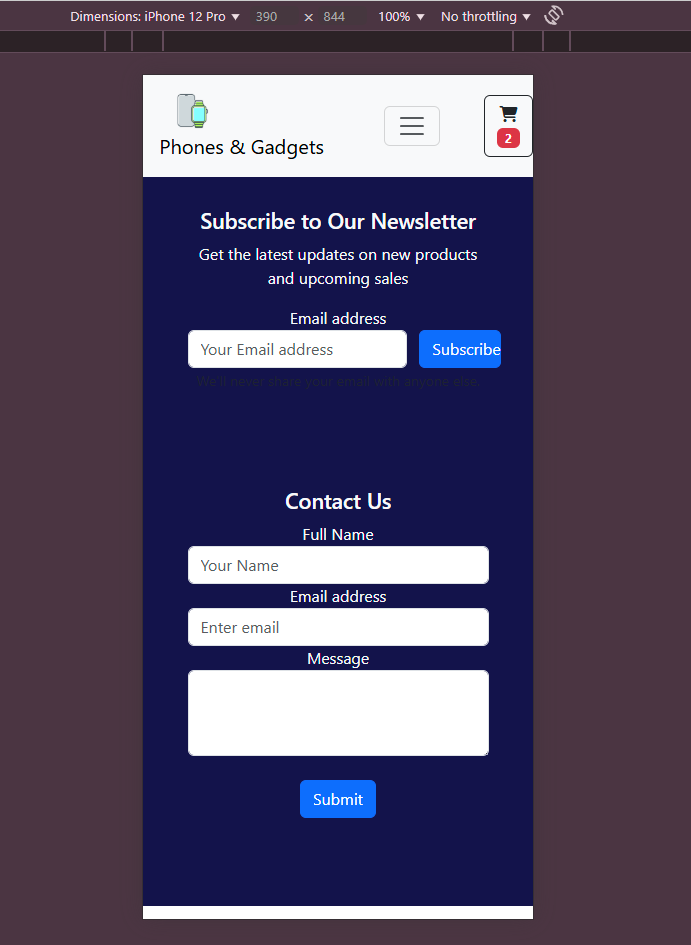 Dimensions: iPhone 12 Pro ▼ 390 × 844 100% ▼ No throttling ▼
Phones & Gadgets
2
Subscribe to Our Newsletter
Get the latest updates on new products
and upcoming sales
Email address
Your Email address Subscribe
We'll never share your email with anyone else.
Contact Us
Full Name
Your Name
Email address
Enter email
Message
Submit